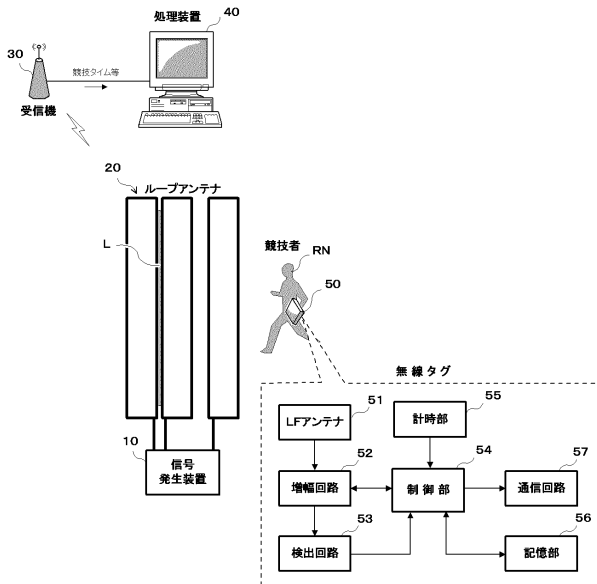 処理装置
40
30
競技タイム等
受信機
20
ループアンテナ
L
競技者
RN
50
無線タグ
51
LFアンテナ
55
計時部
10
信号
発生装置
52
増幅回路
54
制御部
57
通信回路
53
検出回路
56
記憶部